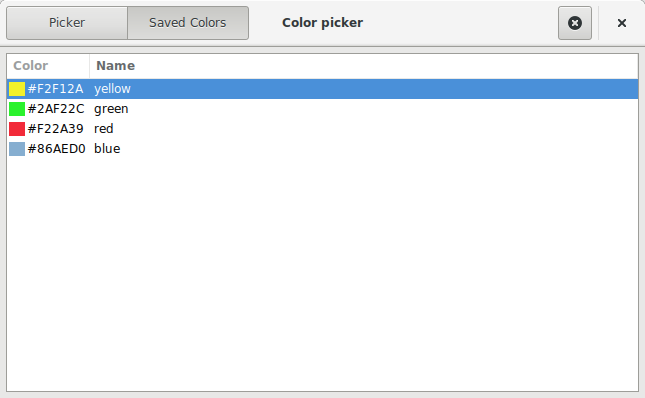 Picker Saved Colors Color picker
Color Name
#F2F12A yellow
#2AF22C green
#F22A39 red
#86AED0 blue